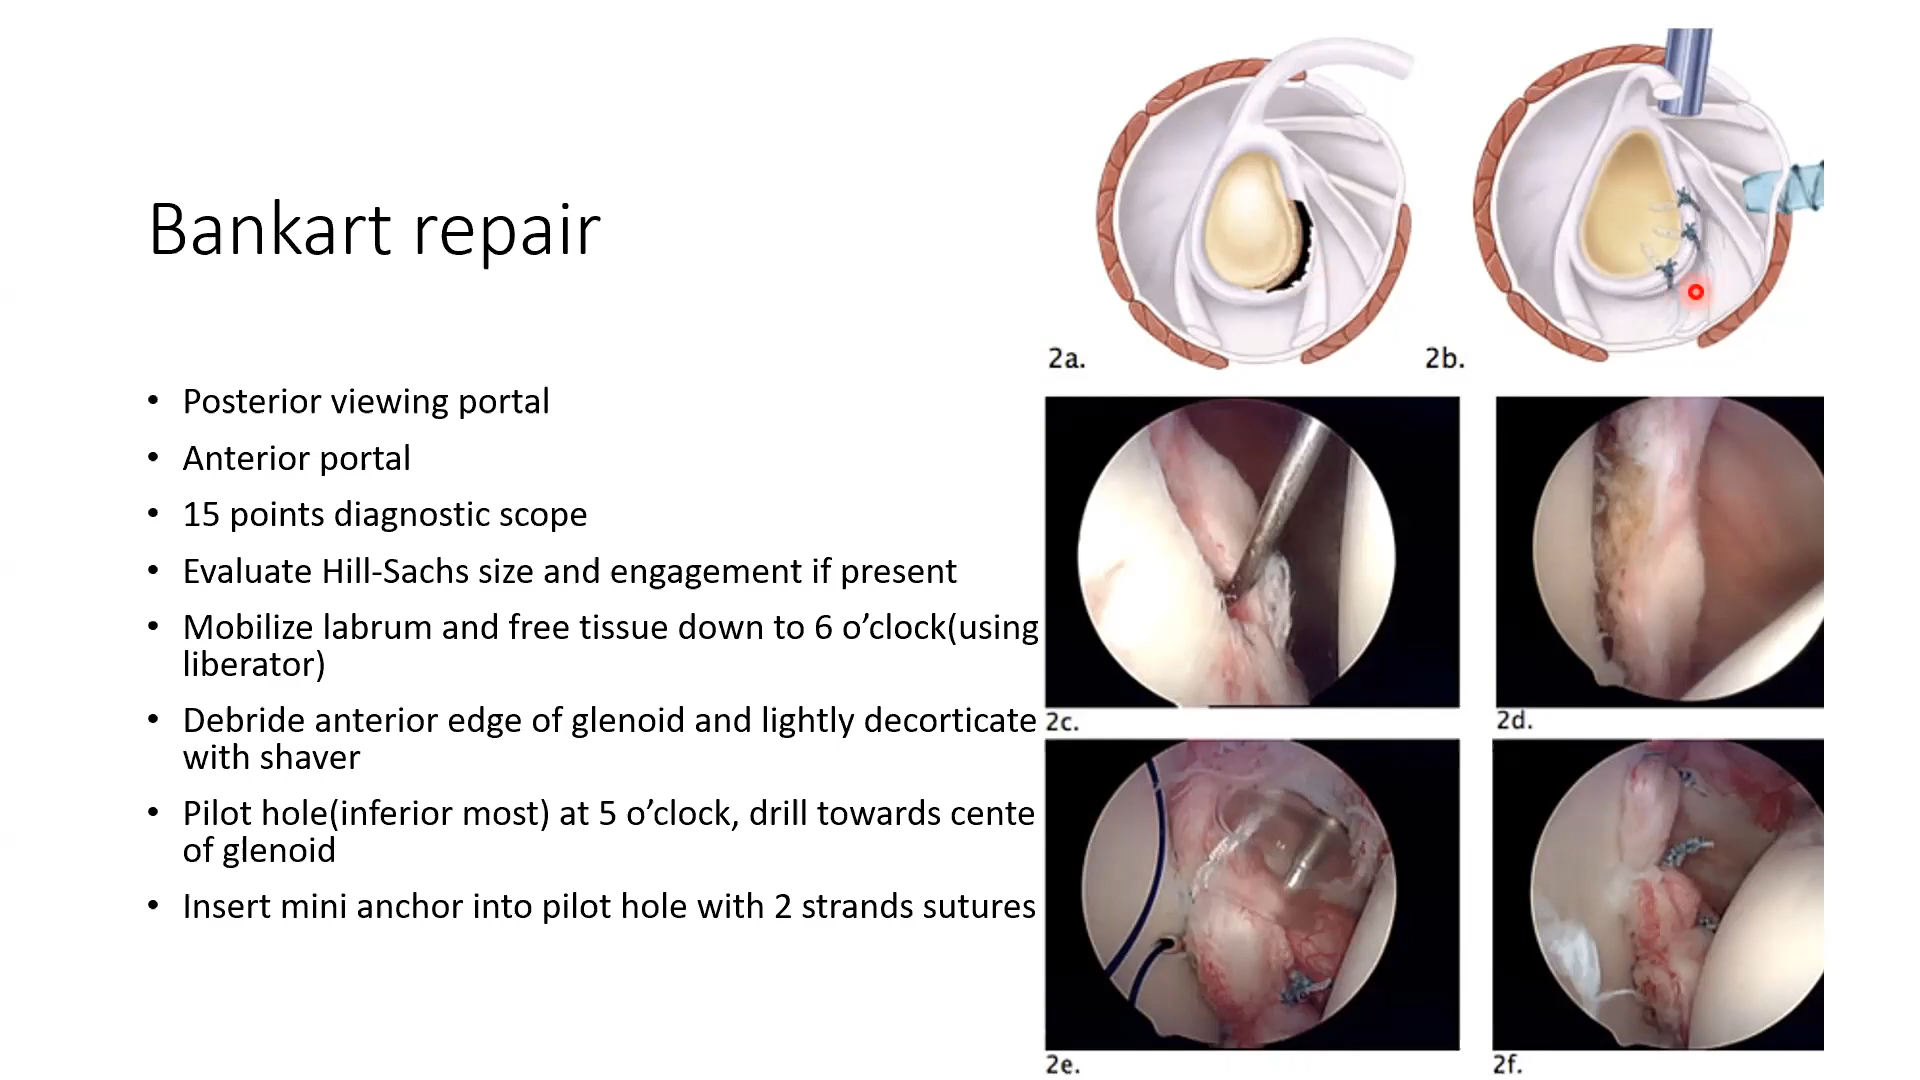 Bankart repair
• Posterior viewing portal
• Anterior portal
• 15 points diagnostic scope
• Evaluate Hill-Sachs size and engagement if present
• Mobilize labrum and free tissue down to 6 o’clock(using
liberator)
• Debride anterior edge of glenoid and lightly decorticate
with shaver
• Pilot hole(inferior most) at 5 o’clock, drill towards cente
of glenoid
• Insert mini anchor into pilot hole with 2 strands sutures
2a.
2b.
2c.
2d.
2e.
2f.